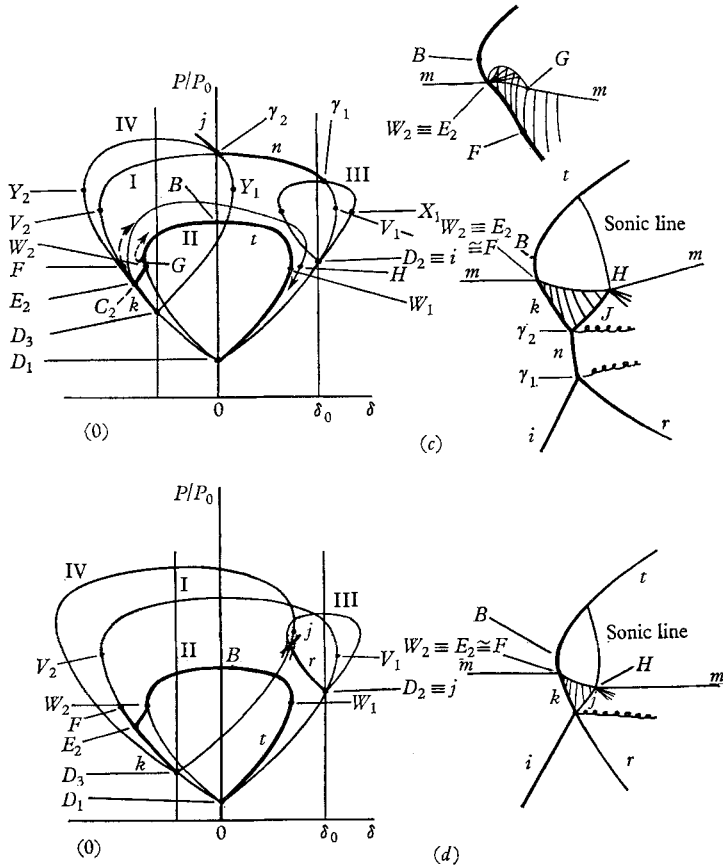 B
G
m
m
W₂ ≡ E₂
F
P/P₀
γ₂
γ₁
IV
j
n
III
I
B
Y₂
Y₁
V₂
II
t
V₁
X₁
W₂
F
G
D₂ ≡ i
H
E₂
C₂
k
W₁
D₃
D₁
0
δ₀
δ
(0)
t
Sonic line
W₂ ≡ E₂
≅ F
B
H
m
m
k
J
γ₂
n
γ₁
i
r
(c)
P/P₀
IV
I
III
II
j
B
r
V₂
V₁
W₂
D₂ ≡ j
W₁
F
E₂
t
k
D₃
D₁
0
δ₀
δ
(0)
t
B
Sonic line
W₂ ≡ E₂ ≅ F
m
H
m
k
j
i
r
(d)